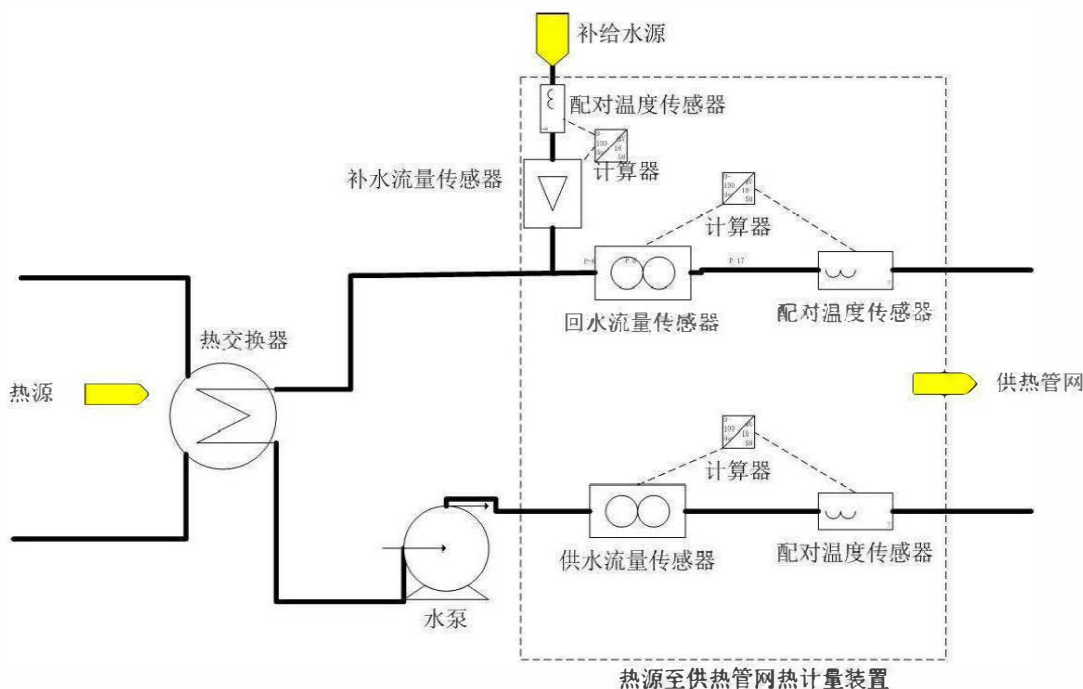 补给水源
配对温度传感器
计算器
补水流量传感器
计算器
P-17
回水流量传感器
配对温度传感器
热交换器
热源
供热管网
计算器
供水流量传感器
配对温度传感器
水泵
热源至供热管网热计量装置